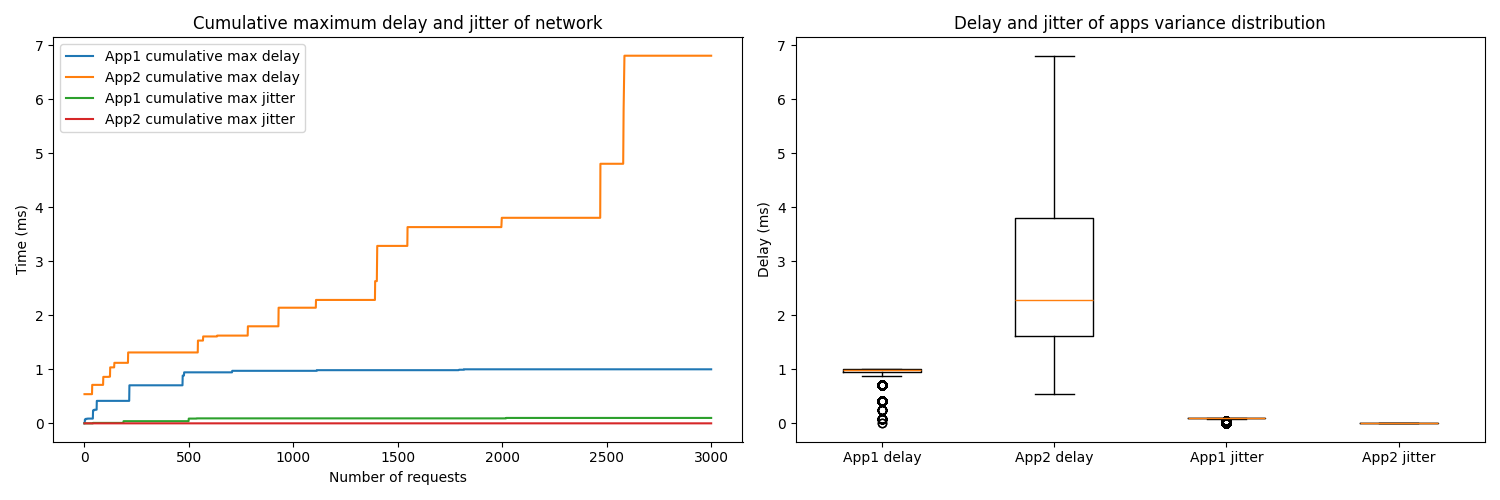 Cumulative maximum delay and jitter of network
App1 cumulative max delay
App2 cumulative max delay
App1 cumulative max jitter
App2 cumulative max jitter
Time (ms)
7
6
5
4
3
2
1
0
0 500 1000 1500 2000 2500 3000
Number of requests
Delay and jitter of apps variance distribution
Delay (ms)
7
6
5
4
3
2
1
0
App1 delay App2 delay App1 jitter App2 jitter